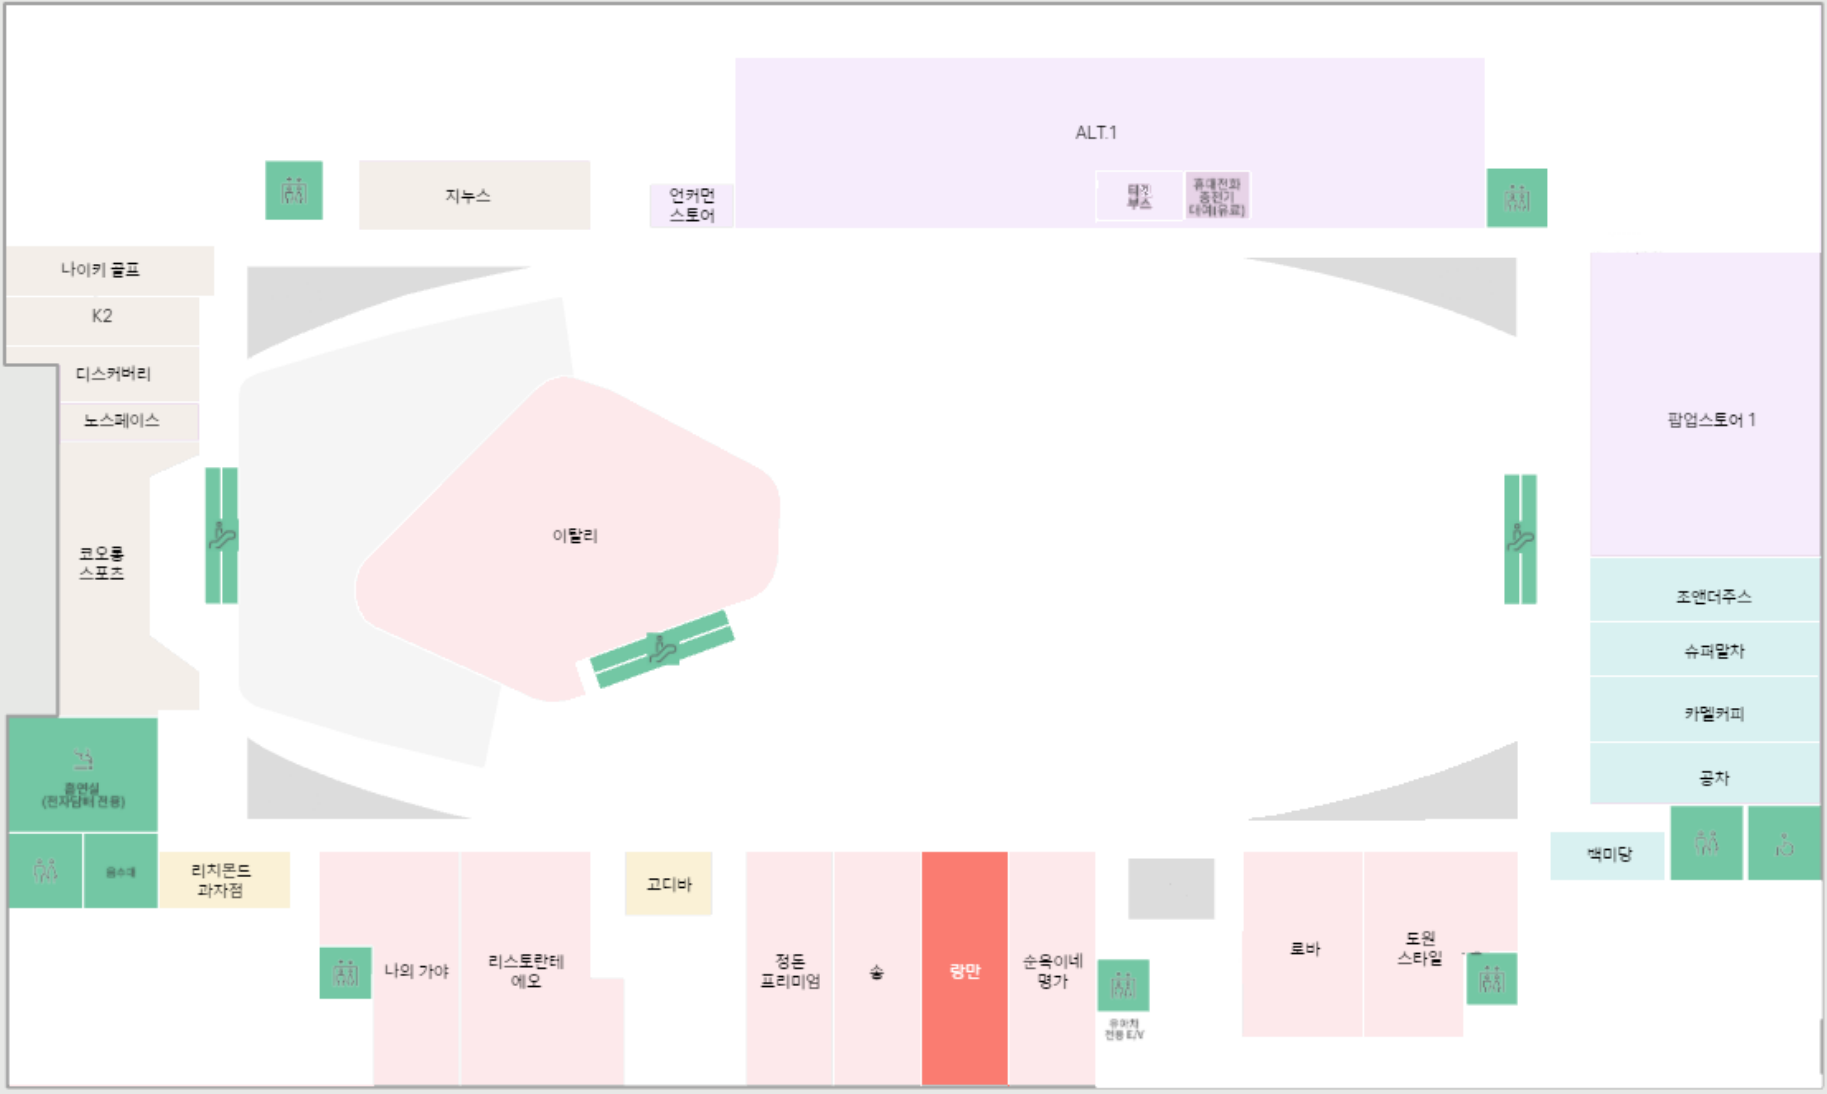 ALT.1
지누스
언커먼
스토어
티켓
부스
휴대전화
충전기
대여(유료)
나이키 골프
K2
디스커버리
노스페이스
코오롱
스포츠
이탈리
팝업스토어 1
조앤더주스
슈퍼말차
카멜커피
공차
백미당
흡연실
(전자담배 전용)
음수대
리치몬드
과자점
나의 가야
리스토란테
에오
고디바
정돈
프리미엄
송
랑만
순옥이네
명가
유아차
전용 E/V
로바
도원
스타일